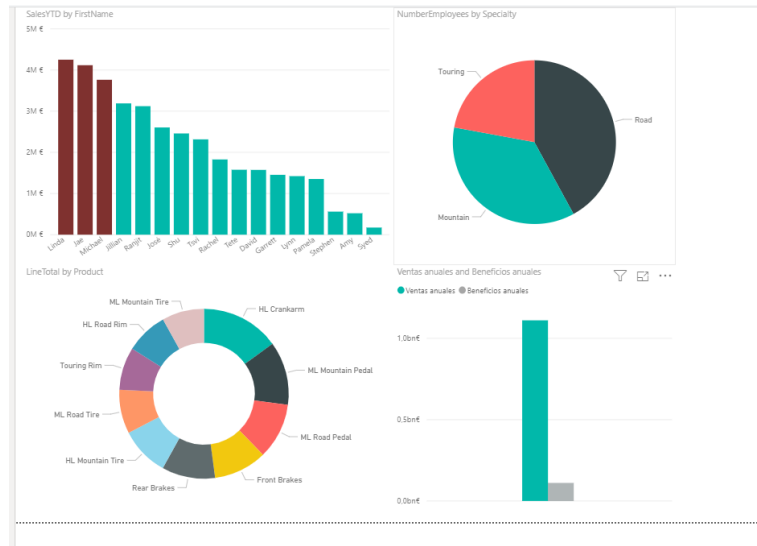 SalesYTD by FirstName
5M €
4M €
3M €
2M €
1M €
0M €
Linda
Jae
Michael
Jillian
Ranjit
José
Shu
Tsvi
Rachel
Tete
David
Garrett
Lynn
Pamela
Stephen
Amy
Syed
NumberEmployees by Specialty
Touring
Road
Mountain
LineTotal by Product
ML Mountain Tire
HL Crankarm
HL Road Rim
ML Mountain Pedal
Touring Rim
ML Road Tire
ML Road Pedal
HL Mountain Tire
Front Brakes
Rear Brakes
Ventas anuales and Beneficios anuales
Ventas anuales Beneficios anuales
1.0bn€
0.5bn€
0.0bn€